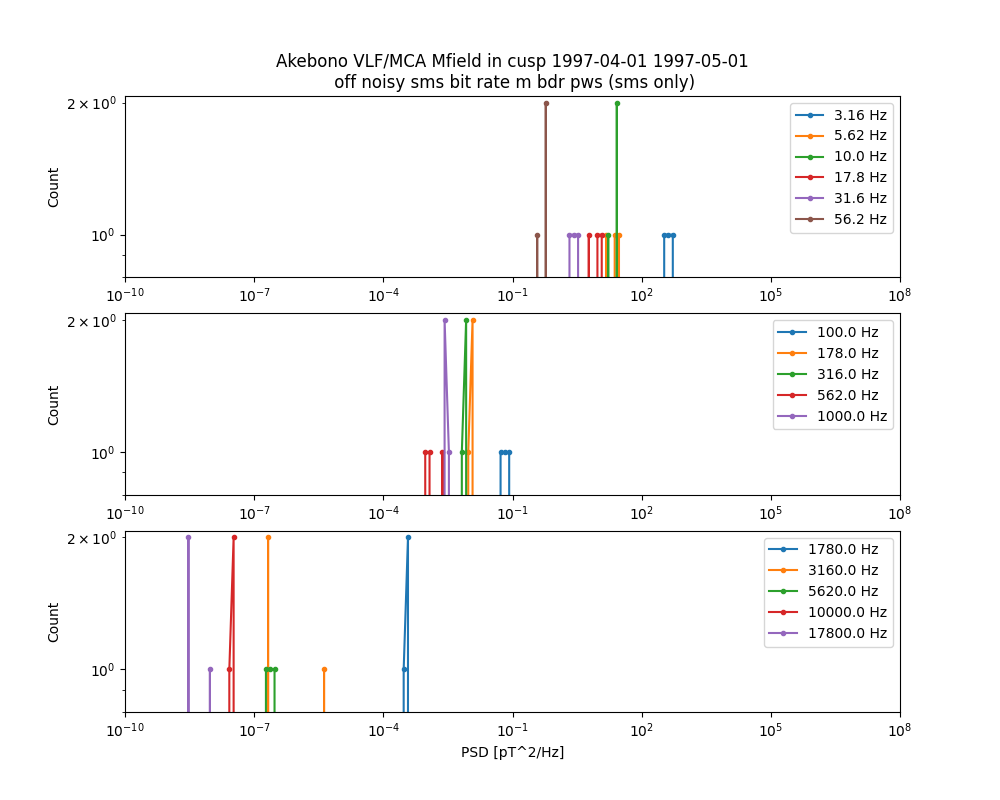 Akebono VLF/MCA Mfield in cusp 1997-04-01 1997-05-01
off noisy sms bit rate m bdr pws (sms only)
2 × 10⁰
10⁰
Count
3.16 Hz
5.62 Hz
10.0 Hz
17.8 Hz
31.6 Hz
56.2 Hz
10⁻¹⁰ 10⁻⁷ 10⁻⁴ 10⁻¹ 10² 10⁵ 10⁸
2 × 10⁰
10⁰
Count
100.0 Hz
178.0 Hz
316.0 Hz
562.0 Hz
1000.0 Hz
10⁻¹⁰ 10⁻⁷ 10⁻⁴ 10⁻¹ 10² 10⁵ 10⁸
2 × 10⁰
10⁰
Count
1780.0 Hz
3160.0 Hz
5620.0 Hz
10000.0 Hz
17800.0 Hz
10⁻¹⁰ 10⁻⁷ 10⁻⁴ 10⁻¹ 10² 10⁵ 10⁸
PSD [pT^2/Hz]